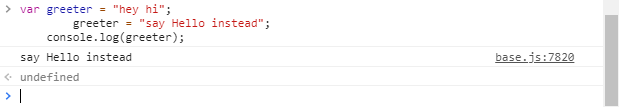 var greeter = "hey hi";
greeter = "say Hello instead";
console.log(greeter);
say Hello instead base.js:7820
undefined